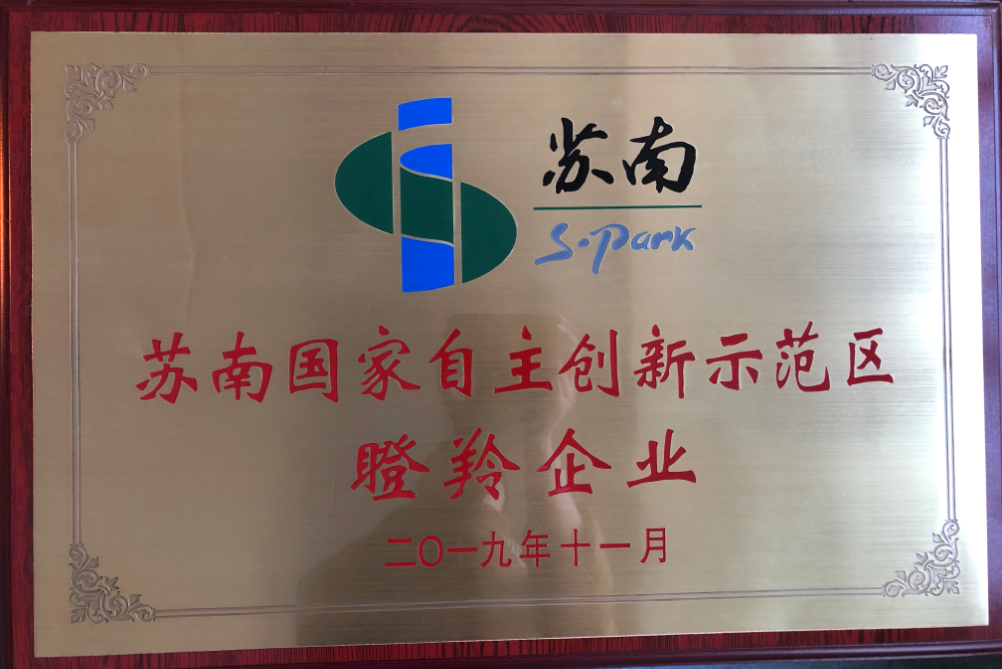 苏南
S·Park
苏南国家自主创新示范区
瞪羚企业
二〇一九年十一月